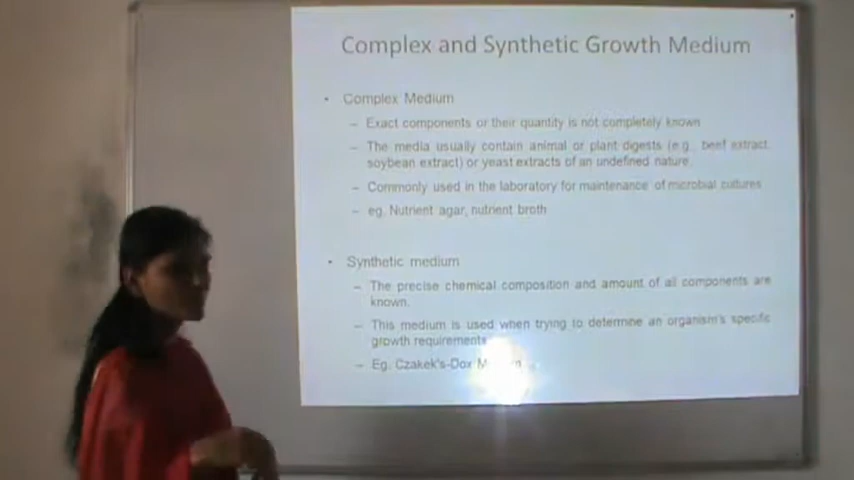 Complex and Synthetic Growth Medium
• Complex Medium
– Exact components or their quantity is not completely known
– The media usually contain animal or plant digests (e.g., beef extract,
soybean extract) or yeast extracts of an undefined nature.
– Commonly used in the laboratory for maintenance of microbial cultures
– eg. Nutrient agar, nutrient broth
• Synthetic medium
– The precise chemical composition and amount of all components are
known.
– This medium is used when trying to determine an organism's specific
growth requirements.
– Eg. Czakek's-Dox